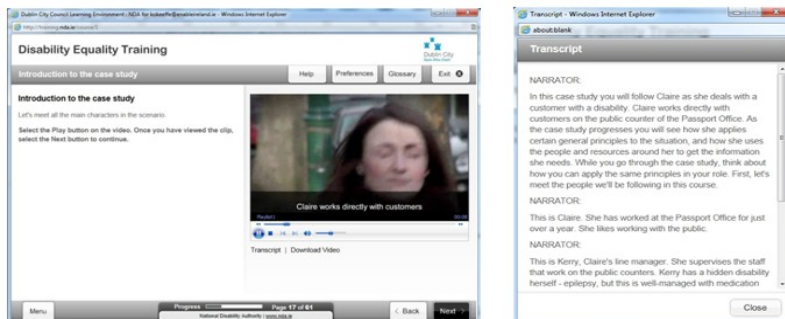 Dublin City Council Learning Environment - NDA for
- Windows Internet Explorer
Disability Equality Training
Dublin City
Introduction to the case study
Help
Preferences
Glossary
Exit
Introduction to the case study
Let's meet all the main characters in the scenario.
Select the Play button on the video. Once you have viewed the clip,
select the Next button to continue.
Claire works directly with customers
Transcript | Download Video
Menu
Progress
Page 17 of 61
National Disability Authority | www.nda.ie
< Back
Next >
Transcript - Windows Internet Explorer
about:blank
Transcript
NARRATOR:
In this case study you will follow Claire as she deals with a
customer with a disability. Claire works directly with
customers on the public counter of the Passport Office. As
the case study progresses you will see how she applies
certain general principles to the situation, and how she uses
the people and resources around her to get the information
she needs. While you go through the case study, think about
how you can apply the same principles in your role. First, let's
meet the people we'll be following in this course.
NARRATOR:
This is Claire. She has worked at the Passport Office for just
over a year. She likes working with the public.
NARRATOR:
This is Kerry, Claire's line manager. She supervises the staff
that work on the public counters. Kerry has a hidden disability
herself - epilepsy, but this is well-managed with medication
Close